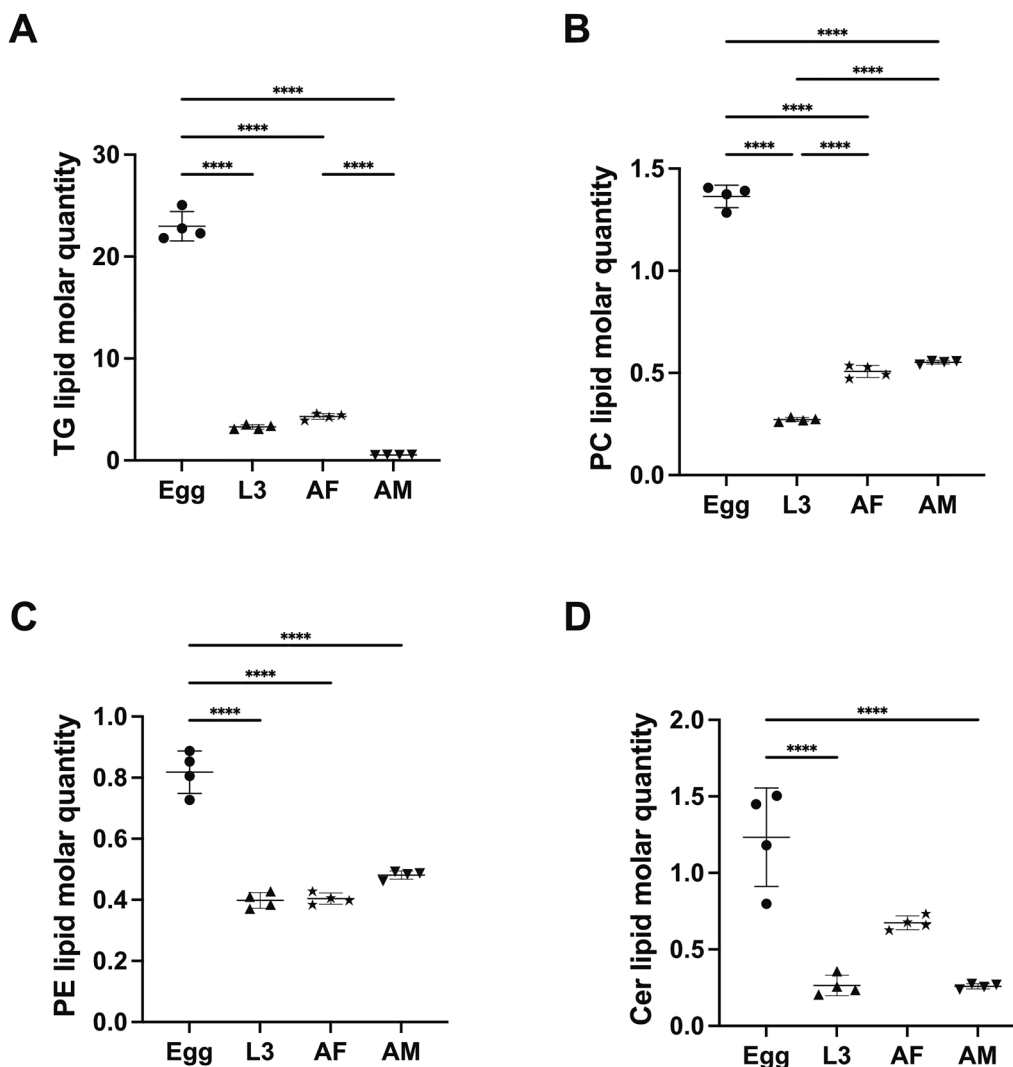 A
****
****
**** ****
30
20
10
0
TG lipid molar quantity
Egg L3 AF AM
B
****
****
****
**** ****
1.5
1.0
0.5
0.0
PC lipid molar quantity
Egg L3 AF AM
C
****
****
****
1.0
0.8
0.6
0.4
0.2
0.0
PE lipid molar quantity
Egg L3 AF AM
D
****
****
2.0
1.5
1.0
0.5
0.0
Cer lipid molar quantity
Egg L3 AF AM